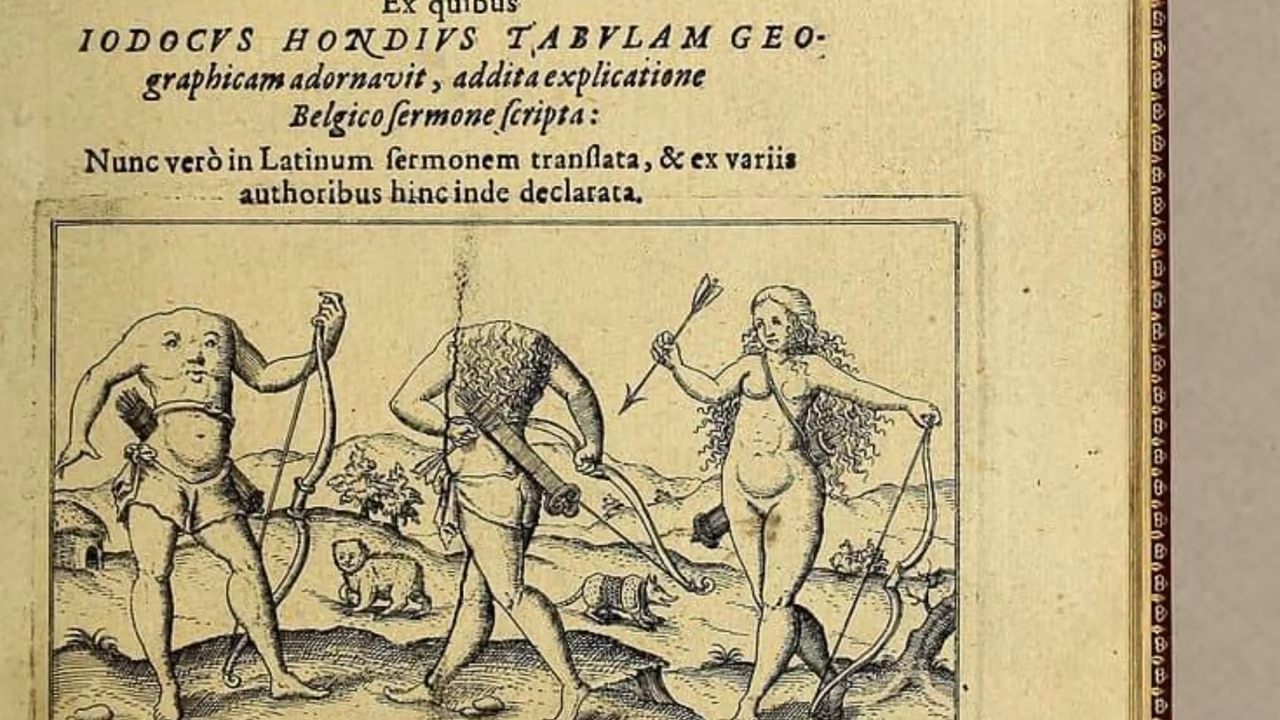 Ex quibus
IODOCVS HONDIVS TABVLAM GEO-
graphicam adornavit, addita explicatione
Belgico ſermone ſcripta:
Nunc verò in Latinum ſermonem tranſlata, & ex variis
authoribus hinc inde declarata.